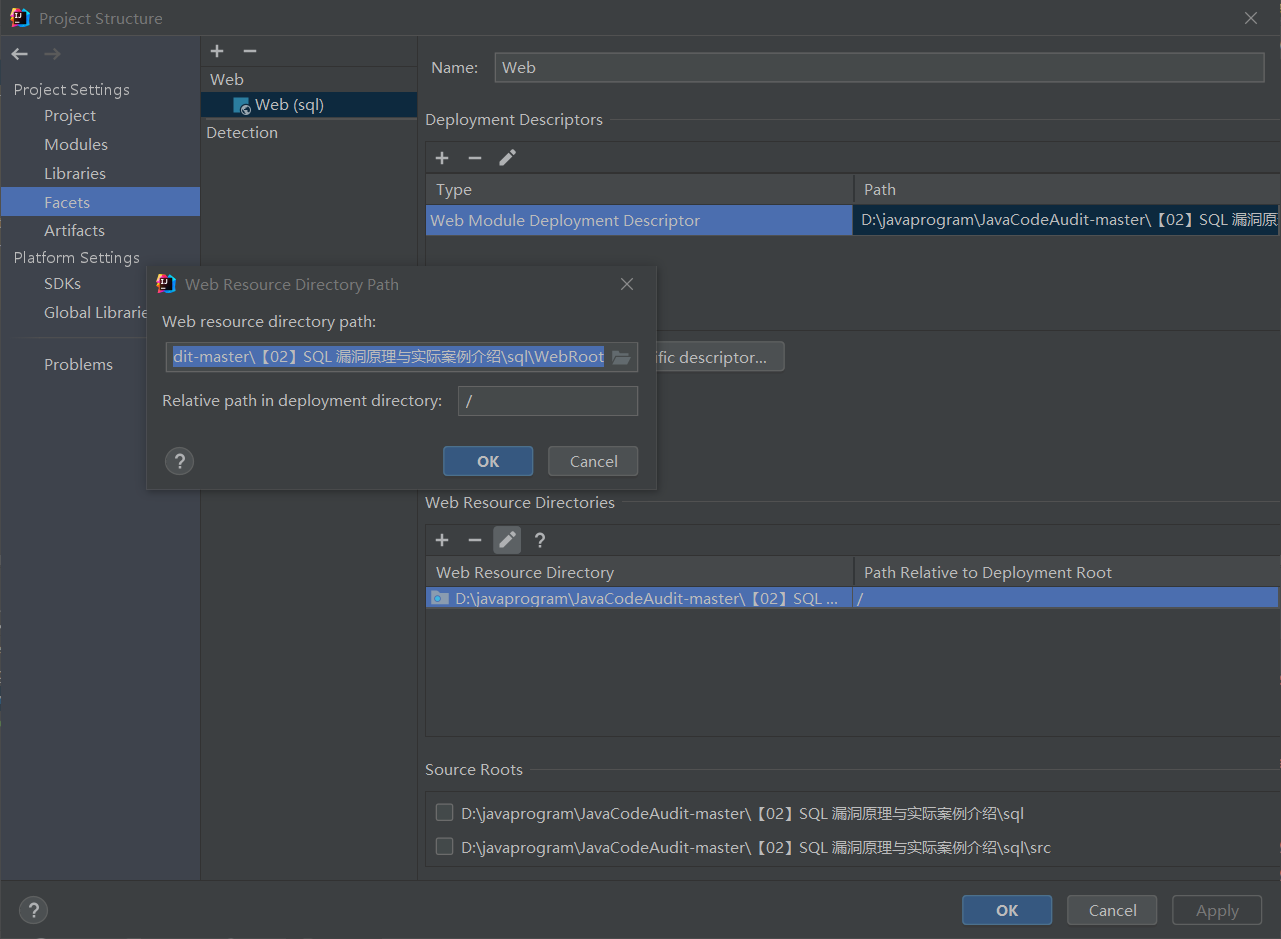 Project Structure
Project Settings
Project
Modules
Libraries
Facets
Artifacts
Platform Settings
SDKs
Global Librarie
Problems
Web
Web (sql)
Detection
Name: Web
Deployment Descriptors
Type Path
Web Module Deployment Descriptor D:\javaprogram\JavaCodeAudit-master\【02】SQL 漏洞原
Web Resource Directory Path
Web resource directory path:
dit-master\【02】SQL 漏洞原理与实际案例介绍\sql\WebRoot
Relative path in deployment directory: /
? OK Cancel
ific descriptor...
Web Resource Directories
?
Web Resource Directory Path Relative to Deployment Root
D:\javaprogram\JavaCodeAudit-master\【02】SQL ... /
Source Roots
D:\javaprogram\JavaCodeAudit-master\【02】SQL 漏洞原理与实际案例介绍\sql
D:\javaprogram\JavaCodeAudit-master\【02】SQL 漏洞原理与实际案例介绍\sql\src
? OK Cancel Apply